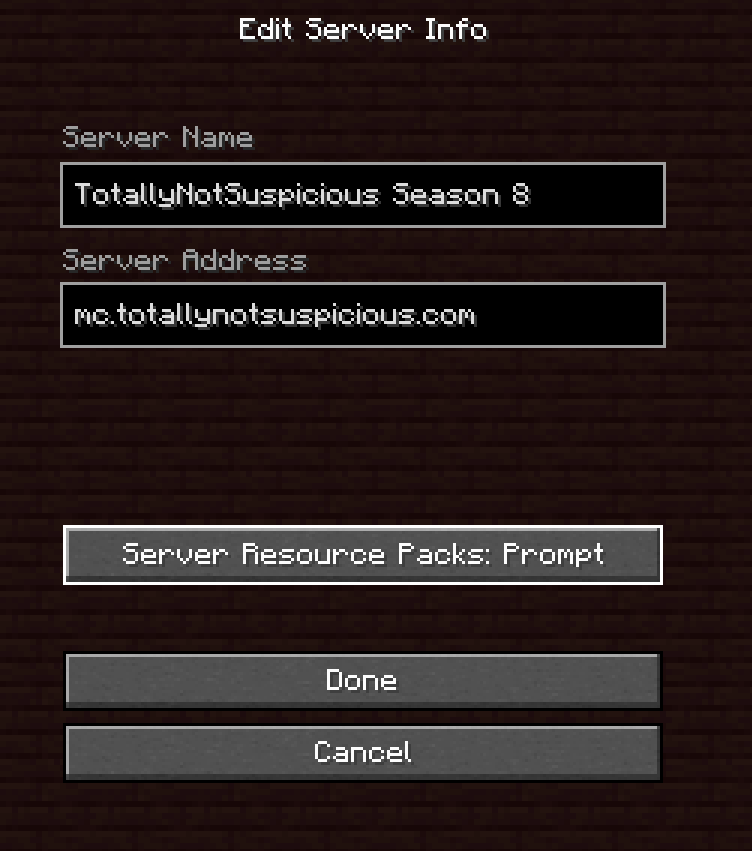 Edit Server Info
Server Name
TotallyNotSuspicious Season 8
Server Address
mc.totallynotsuspicious.com
Server Resource Packs: Prompt
Done
Cancel